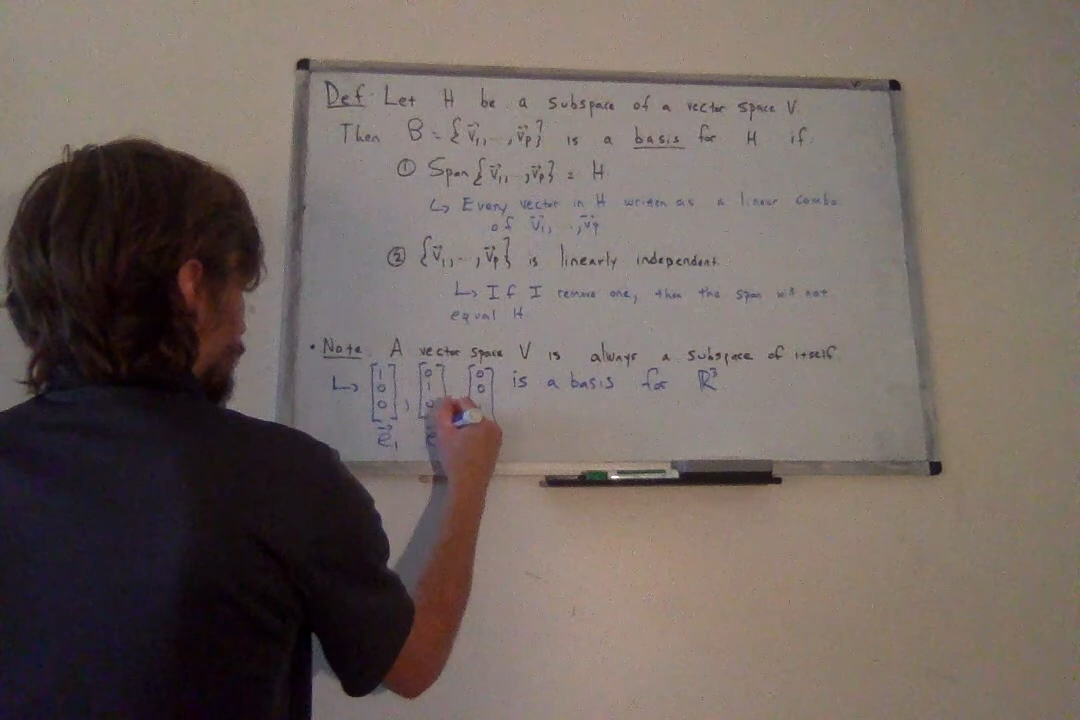 Def: Let H be a subspace of a vector space V.
Then B = {v⃗₁, ..., v⃗ₚ} is a basis for H if:
① Span{v⃗₁, ..., v⃗ₚ} = H
↳ Every vector in H written as a linear combo
of v⃗₁, ..., v⃗ₚ
② {v⃗₁, ..., v⃗ₚ} is linearly independent.
↳ If I remove one, then the span will not
equal H
• Note: A vector space V is always a subspace of itself.
↳ [1 0 0], [0 1 0] [0 0 is a basis for ℝ³
e⃗₁